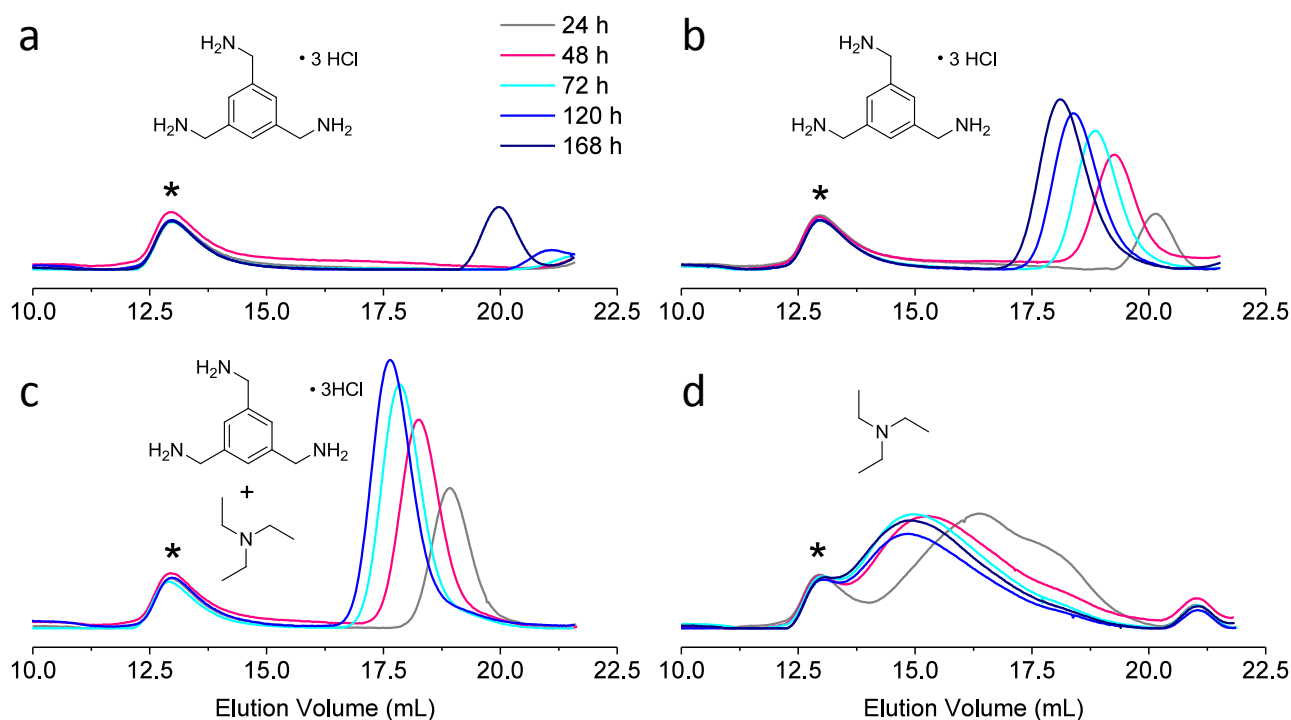 a
NH₂
• 3 HCl
H₂N
NH₂
24 h
48 h
72 h
120 h
168 h
*
10.0 12.5 15.0 17.5 20.0 22.5
b
NH₂
• 3 HCl
H₂N
NH₂
*
10.0 12.5 15.0 17.5 20.0 22.5
c
H₂N
• 3HCl
H₂N
NH₂
+
N
*
10.0 12.5 15.0 17.5 20.0 22.5
Elution Volume (mL)
d
N
*
10.0 12.5 15.0 17.5 20.0 22.5
Elution Volume (mL)